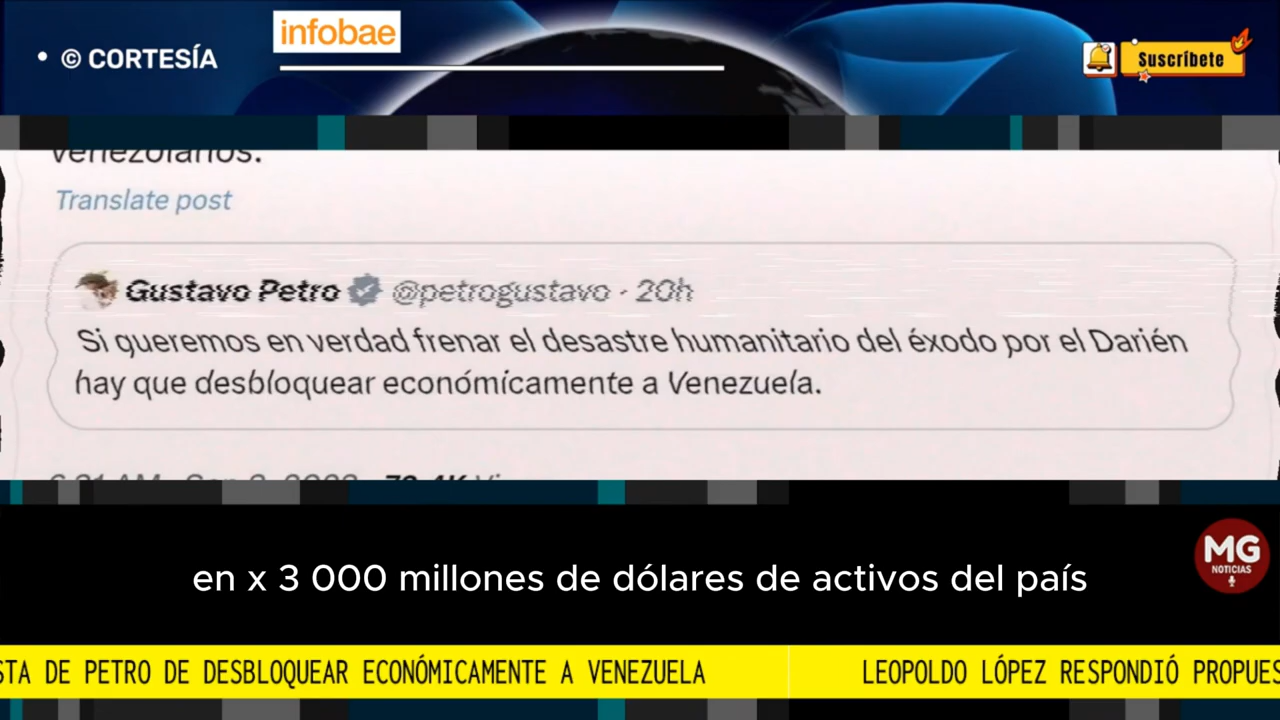 infobae
• © CORTESÍA
Suscríbete
venezolanos.
Translate post
Gustavo Petro @petrogustavo · 20h
Si queremos en verdad frenar el desastre humanitario del éxodo por el Darién
hay que desbloquear económicamente a Venezuela.
en x 3 000 millones de dólares de activos del país
MG
NOTICIAS
STA DE PETRO DE DESBLOQUEAR ECONÓMICAMENTE A VENEZUELA LEOPOLDO LÓPEZ RESPONDIÓ PROPUES